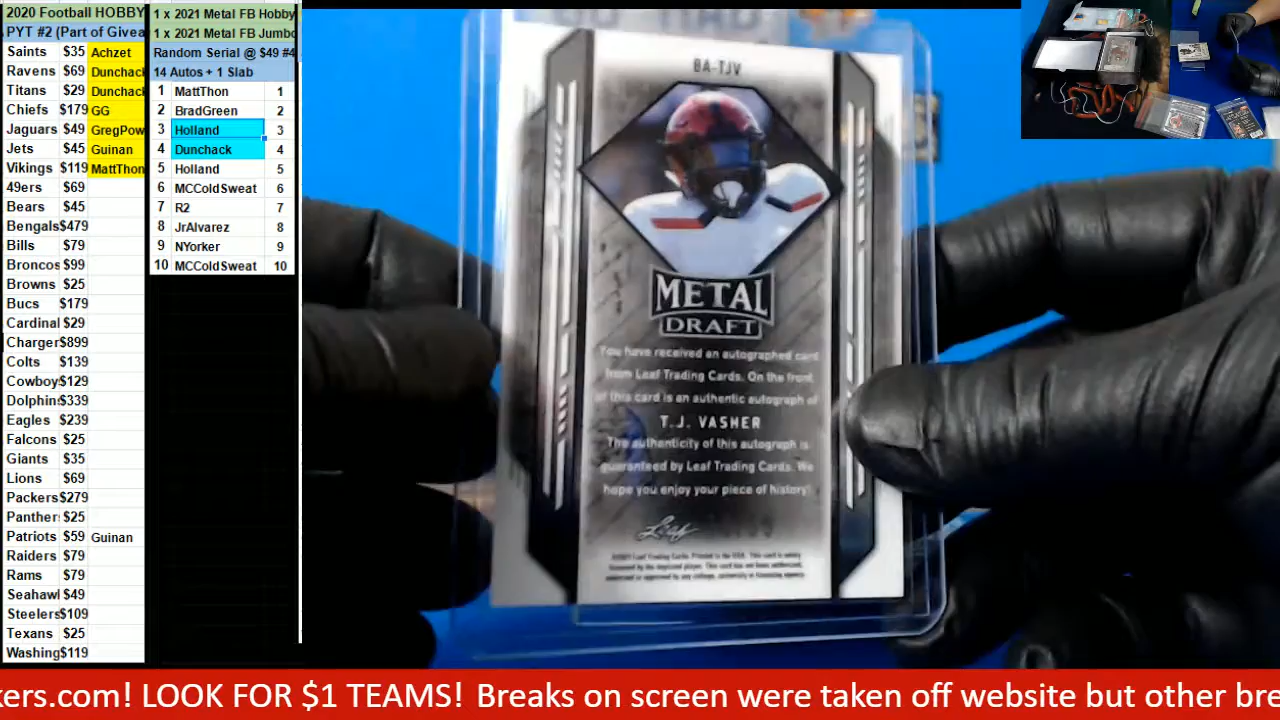 2020 Football HOBBY
PYT #2 (Part of Givea
Saints $35 Achzet
Ravens $69 Dunchack
Titans $29 Dunchack
Chiefs $179 GG
Jaguars $49 GregPow
Jets $45 Guinan
Vikings $119 MattThon
49ers $69
Bears $45
Bengals $479
Bills $79
Broncos $99
Browns $25
Bucs $179
Cardinal $29
Charger $899
Colts $139
Cowboy $129
Dolphins $339
Eagles $239
Falcons $25
Giants $35
Lions $69
Packers $279
Panther $25
Patriots $59 Guinan
Raiders $79
Rams $79
Seahawl $49
Steelers $109
Texans $25
Washing $119
1 x 2021 Metal FB Hobby
1 x 2021 Metal FB Jumbo
Random Serial @ $49 #4
14 Autos + 1 Slab
1 MattThon 1
2 BradGreen 2
3 Holland 3
4 Dunchack 4
5 Holland 5
6 MCColdSweat 6
7 R2 7
8 JrAlvarez 8
9 NYorker 9
10 MCColdSweat 10
BA-TJV
METAL
DRAFT
You have received an autographed card
from Leaf Trading Cards. On the front
of this card is an authentic autograph of
T.J. VASHER
The authenticity of this autograph is
guaranteed by Leaf Trading Cards. We
hope you enjoy your piece of history!
Leaf
kers.com! LOOK FOR $1 TEAMS! Breaks on screen were taken off website but other bre